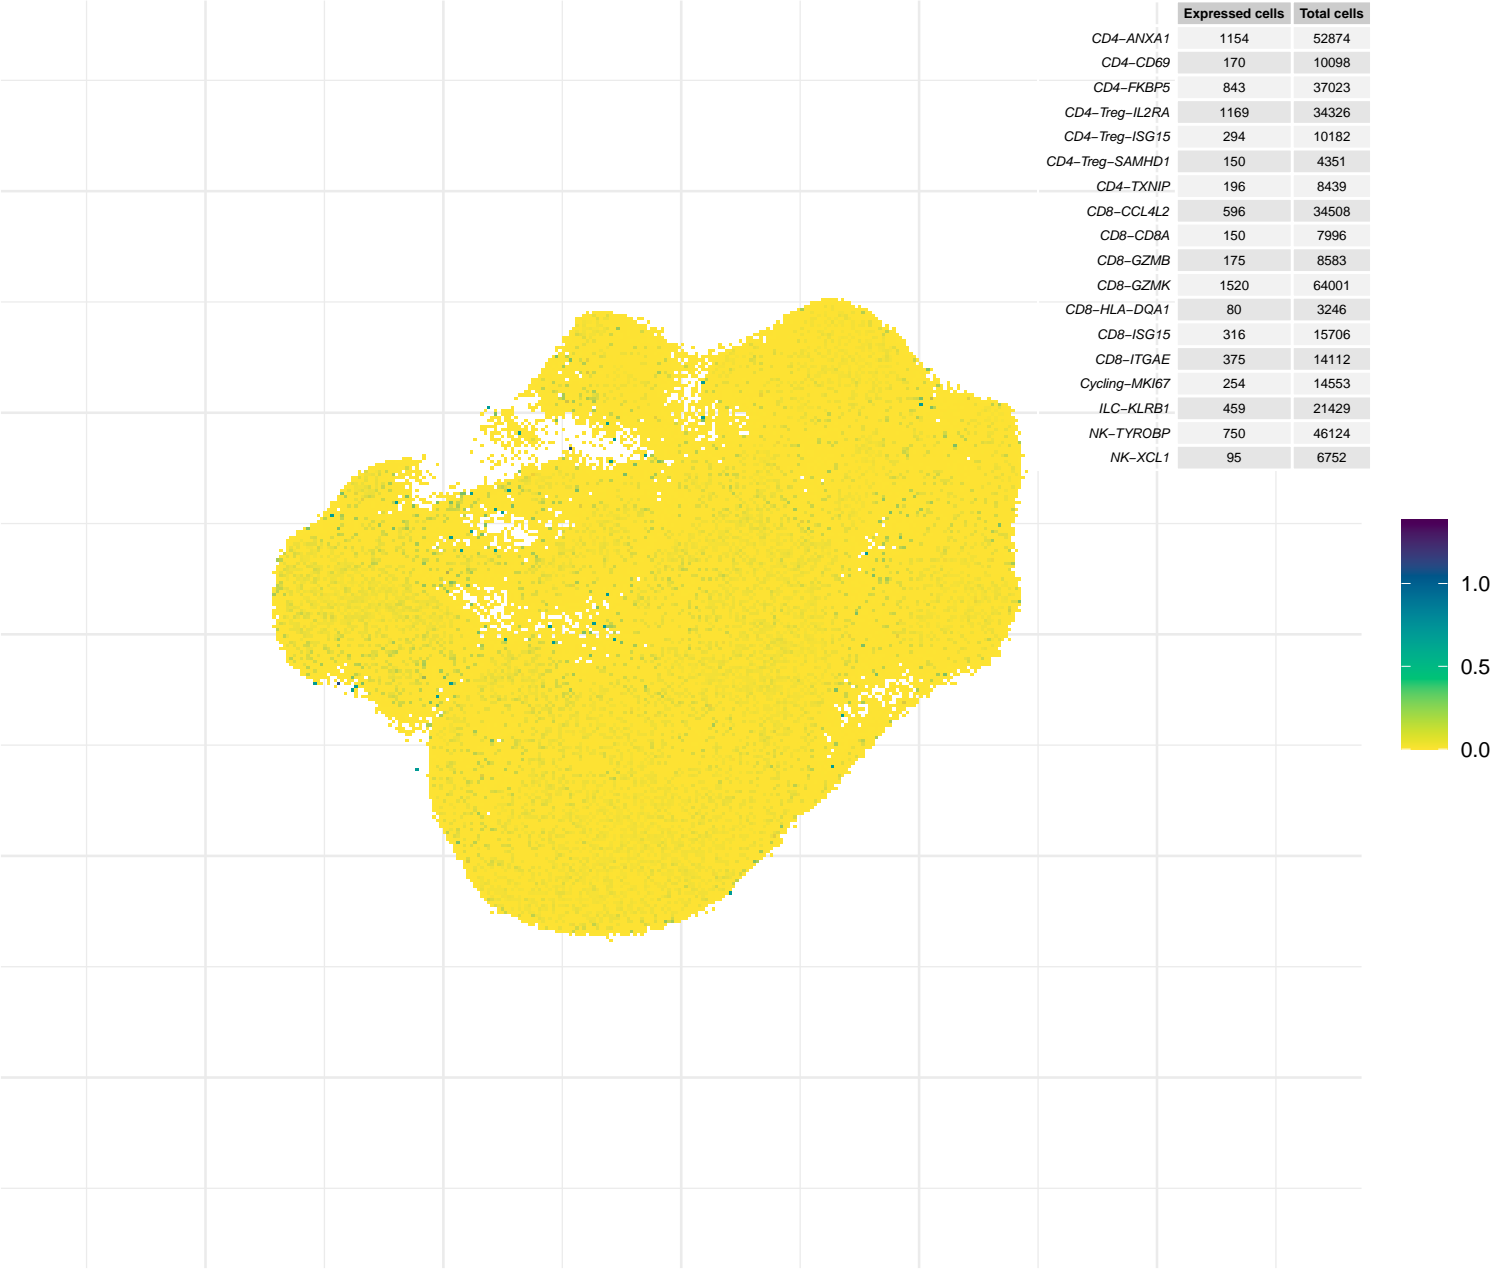 Expressed cells Total cells
CD4−ANXA1 1154 52874
CD4−CD69 170 10098
CD4−FKBP5 843 37023
CD4−Treg−IL2RA 1169 34326
CD4−Treg−ISG15 294 10182
CD4−Treg−SAMHD1 150 4351
CD4−TXNIP 196 8439
CD8−CCL4L2 596 34508
CD8−CD8A 150 7996
CD8−GZMB 175 8583
CD8−GZMK 1520 64001
CD8−HLA−DQA1 80 3246
CD8−ISG15 316 15706
CD8−ITGAE 375 14112
Cycling−MKI67 254 14553
ILC−KLRB1 459 21429
NK−TYROBP 750 46124
NK−XCL1 95 6752
1.0
0.5
0.0